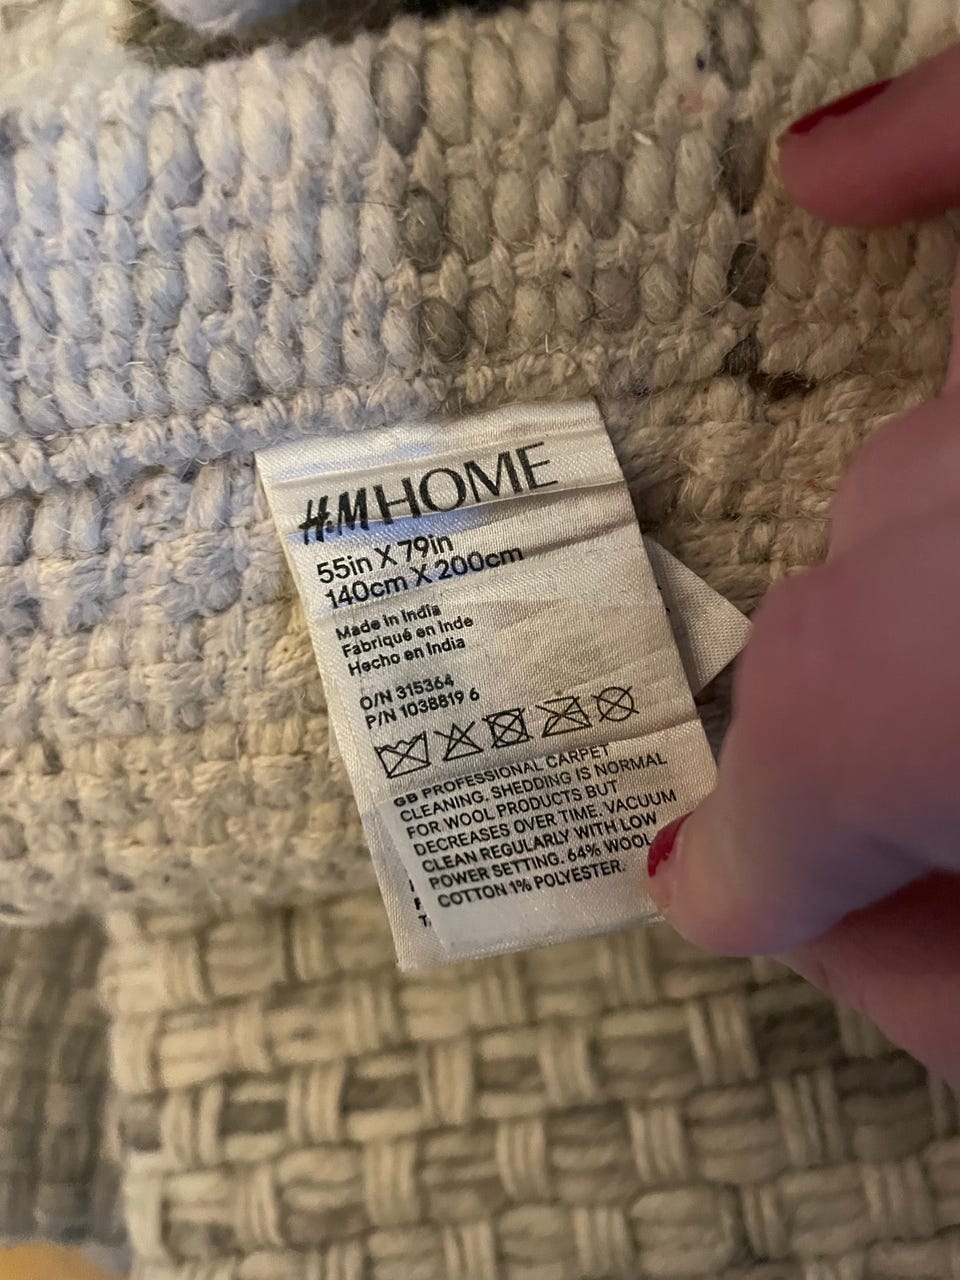 H&M HOME
55in X 79in
140cm X 200cm
Made in India
Fabriqué en Inde
Hecho en India
O/N 315364
P/N 1038819 6
GB PROFESSIONAL CARPET
CLEANING. SHEDDING IS NORMAL
FOR WOOL PRODUCTS BUT
DECREASES OVER TIME. VACUUM
CLEAN REGULARLY WITH LOW
POWER SETTING. 64% WOOL
COTTON 1% POLYESTER.